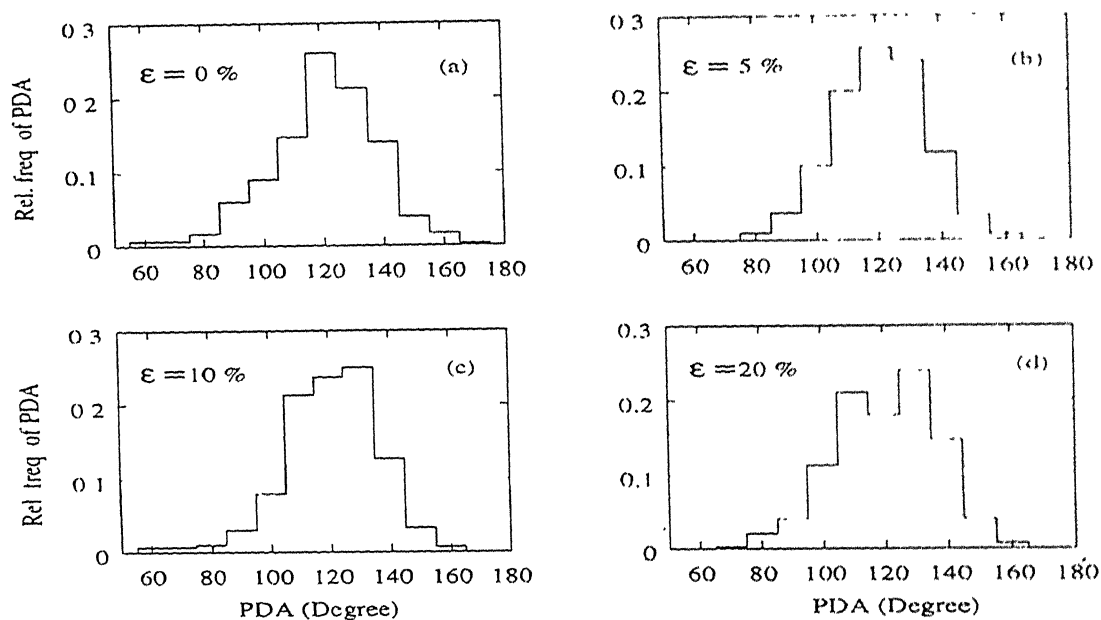 0 3
ε = 0 %
(a)
0 2
0.1
0
60 80 100 120 140 160 180
Rel. freq of PDA
0.3
ε = 5 %
(b)
0.2
0.1
0
60 80 100 120 140 160 180
0.3
ε = 10 %
(c)
0 2
0 1
0
60 80 100 120 140 160 180
Rel freq of PDA
PDA (Degree)
0.3
ε = 20 %
(d)
0.2
0.1
0
60 80 100 120 140 160 180
PDA (Degree)